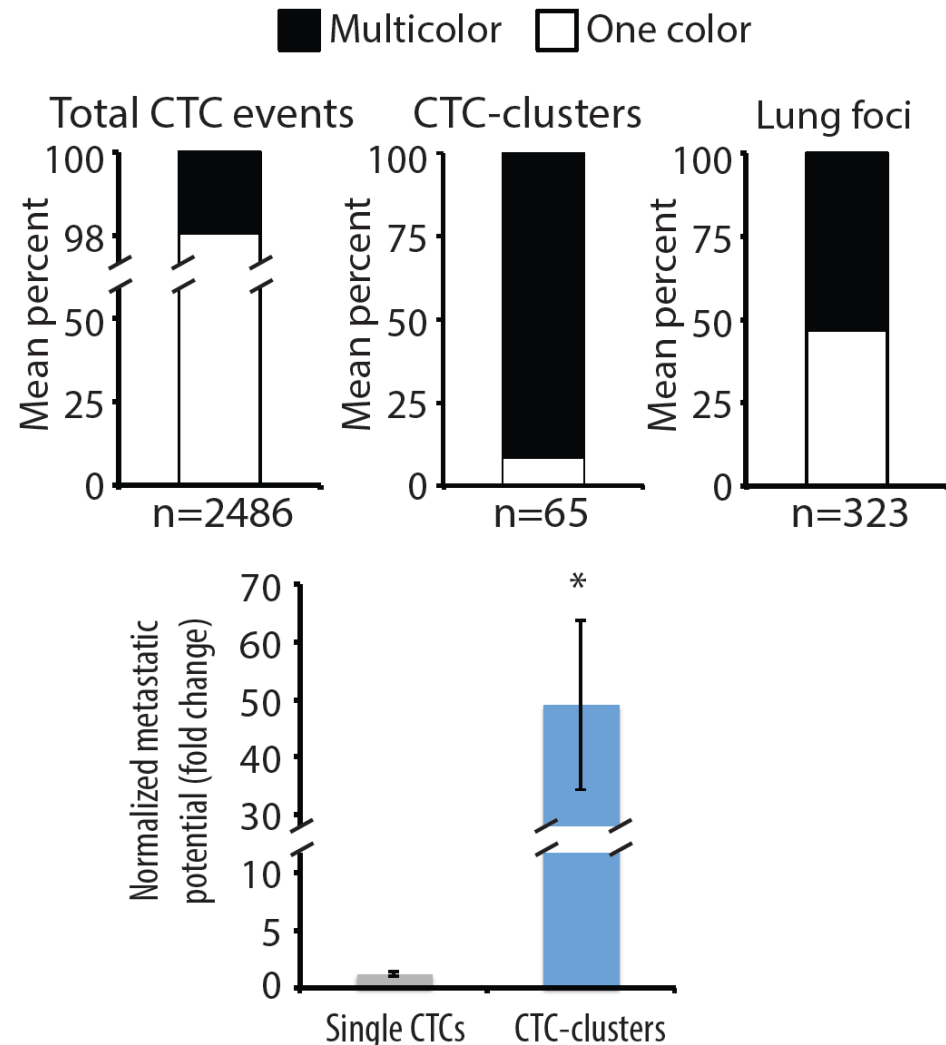 Multicolor One color
Total CTC events
Mean percent
100
98
50
25
0
n=2486
CTC-clusters
Mean percent
100
75
50
25
0
n=65
Lung foci
Mean percent
100
75
50
25
0
n=323
Normalized metastatic
potential (fold change)
70
60
50
40
30
10
5
0
*
Single CTCs CTC-clusters